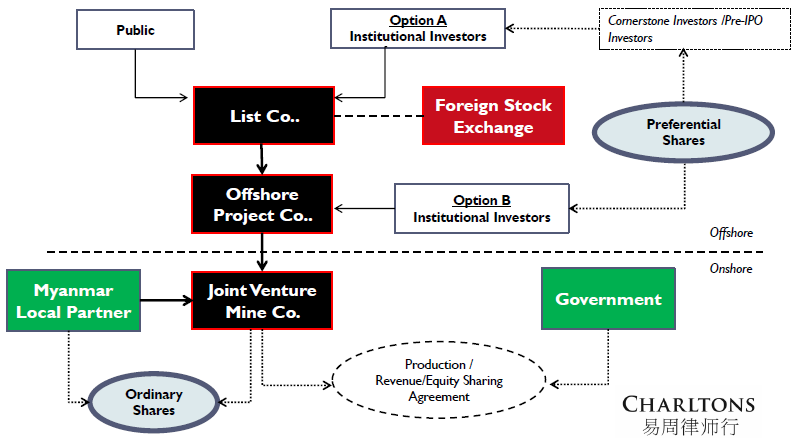 Public
Option A
Institutional Investors
Cornerstone Investors /Pre-IPO
Investors
List Co..
Foreign Stock
Exchange
Preferential
Shares
Offshore
Project Co..
Option B
Institutional Investors
Offshore
Onshore
Myanmar
Local Partner
Joint Venture
Mine Co.
Government
Production /
Revenue/Equity Sharing
Agreement
Ordinary
Shares
CHARLTONS
易周律师行